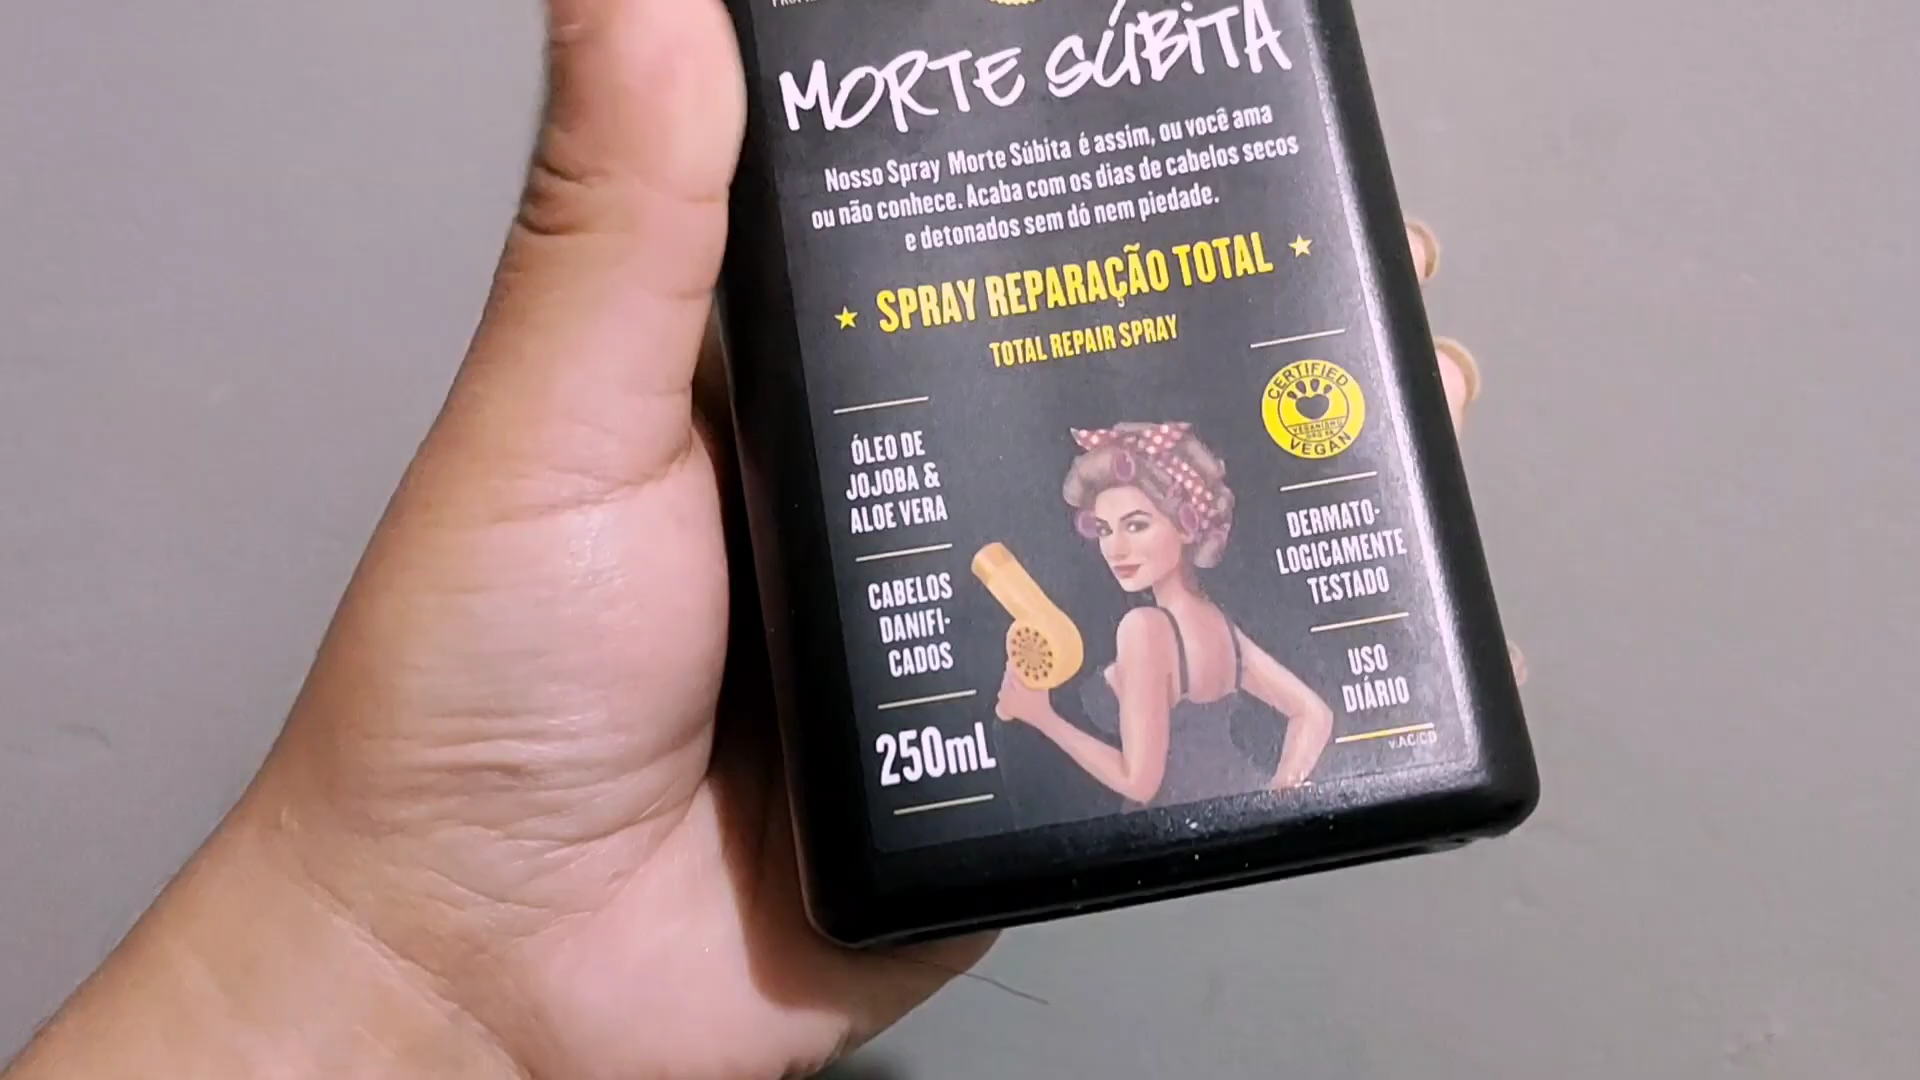 MORTE SÚBITA
Nosso Spray Morte Súbita é assim, ou você ama
ou não conhece. Acaba com os dias de cabelos secos
e detonados sem dó nem piedade.
SPRAY REPARAÇÃO TOTAL
TOTAL REPAIR SPRAY
ÓLEO DE
JOJOBA &
ALOE VERA
CABELOS
DANIFI-
CADOS
250mL
CERTIFIED
VEGANISMO
VEGAN
DERMATO-
LOGICAMENTE
TESTADO
USO
DIÁRIO
V.AC/CD